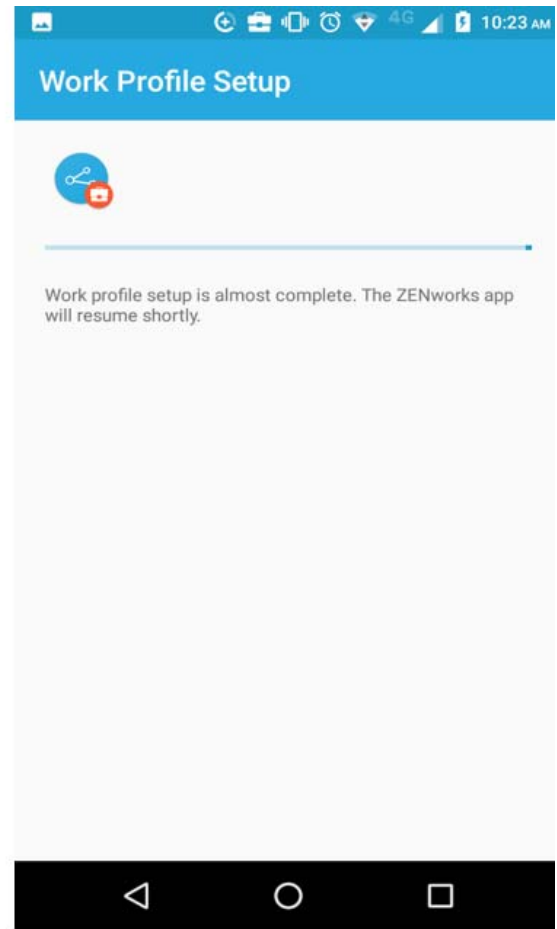 4G 10:23 AM
Work Profile Setup
Work profile setup is almost complete. The ZENworks app
will resume shortly.